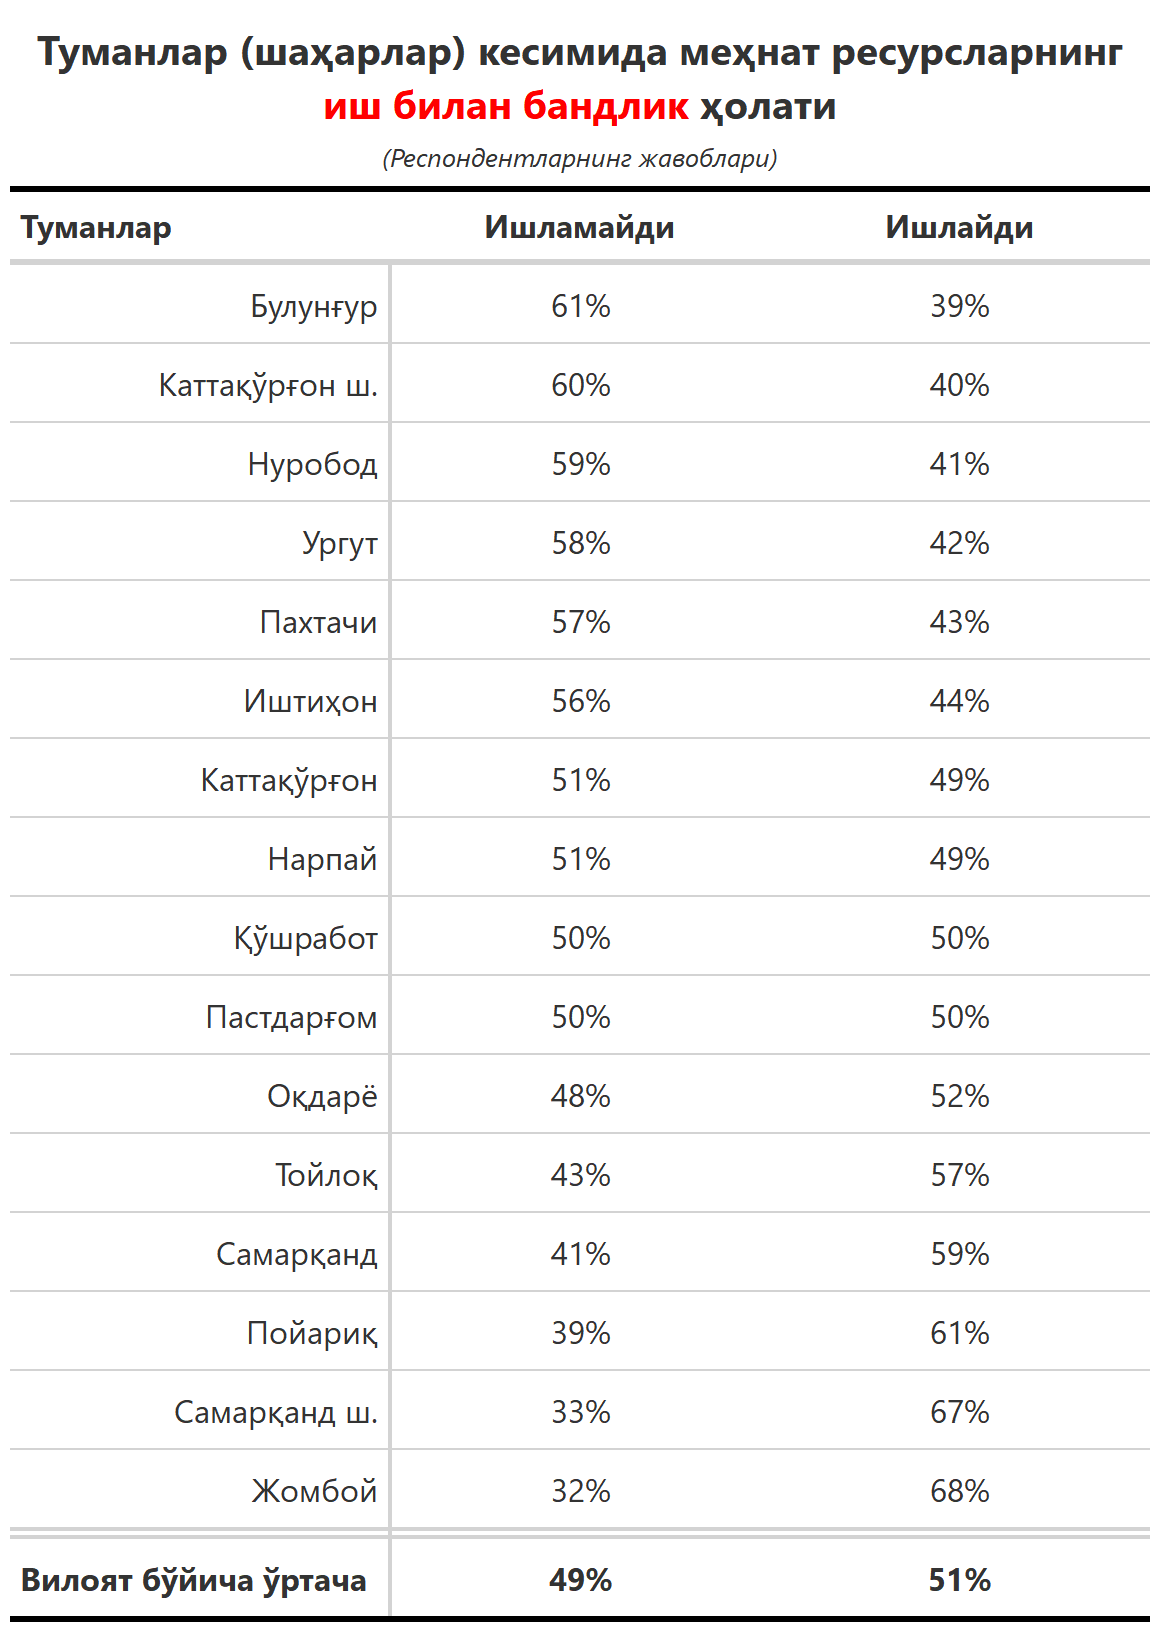 Туманлар (шаҳарлар) кесимида меҳнат ресурсларнинг
иш билан бандлик ҳолати
(Респондентларнинг жавоблари)
Туманлар Ишламайди Ишлайди
Булунғур 61% 39%
Каттақўрғон ш. 60% 40%
Нуробод 59% 41%
Ургут 58% 42%
Пахтачи 57% 43%
Иштиҳон 56% 44%
Каттақўрғон 51% 49%
Нарпай 51% 49%
Қўшработ 50% 50%
Пастдарғом 50% 50%
Оқдарё 48% 52%
Тойлоқ 43% 57%
Самарқанд 41% 59%
Пойариқ 39% 61%
Самарқанд ш. 33% 67%
Жомбой 32% 68%
Вилоят бўйича ўртача 49% 51%